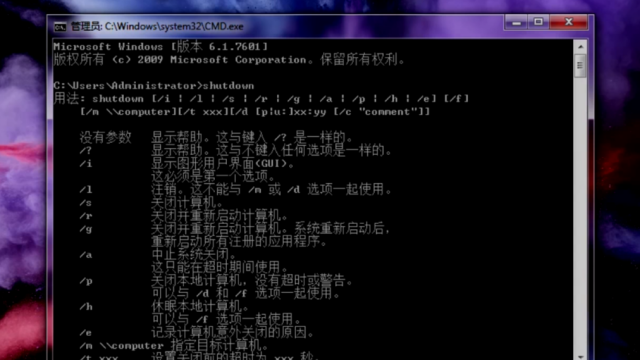 管理员: C:\Windows\system32\CMD.exe
Microsoft Windows [版本 6.1.7601]
版权所有 (c) 2009 Microsoft Corporation。保留所有权利。
C:\Users\Administrator>shutdown
用法: shutdown [/i | /l | /s | /r | /g | /a | /p | /h | /e] [/f]
[/m \\computer][/t xxx][/d [p|u:]xx:yy [/c "comment"]]
没有参数 显示帮助。这与键入 /? 是一样的。
/? 显示帮助。这与不键入任何选项是一样的。
/i 显示图形用户界面(GUI)。
这必须是第一个选项。
/l 注销。这不能与 /m 或 /d 选项一起使用。
/s 关闭计算机。
/r 关闭并重新启动计算机。
/g 关闭并重新启动计算机。系统重新启动后,
重新启动所有注册的应用程序。
/a 中止系统关闭。
这只能在超时期间使用。
/p 关闭本地计算机,没有超时或警告。
可以与 /d 和 /f 选项一起使用。
/h 休眠本地计算机。
可以与 /f 选项一起使用。
/e 记录计算机意外关闭的原因。
/m \\computer 指定目标计算机。
/t xxx 设置关闭前的超时为 xxx 秒。